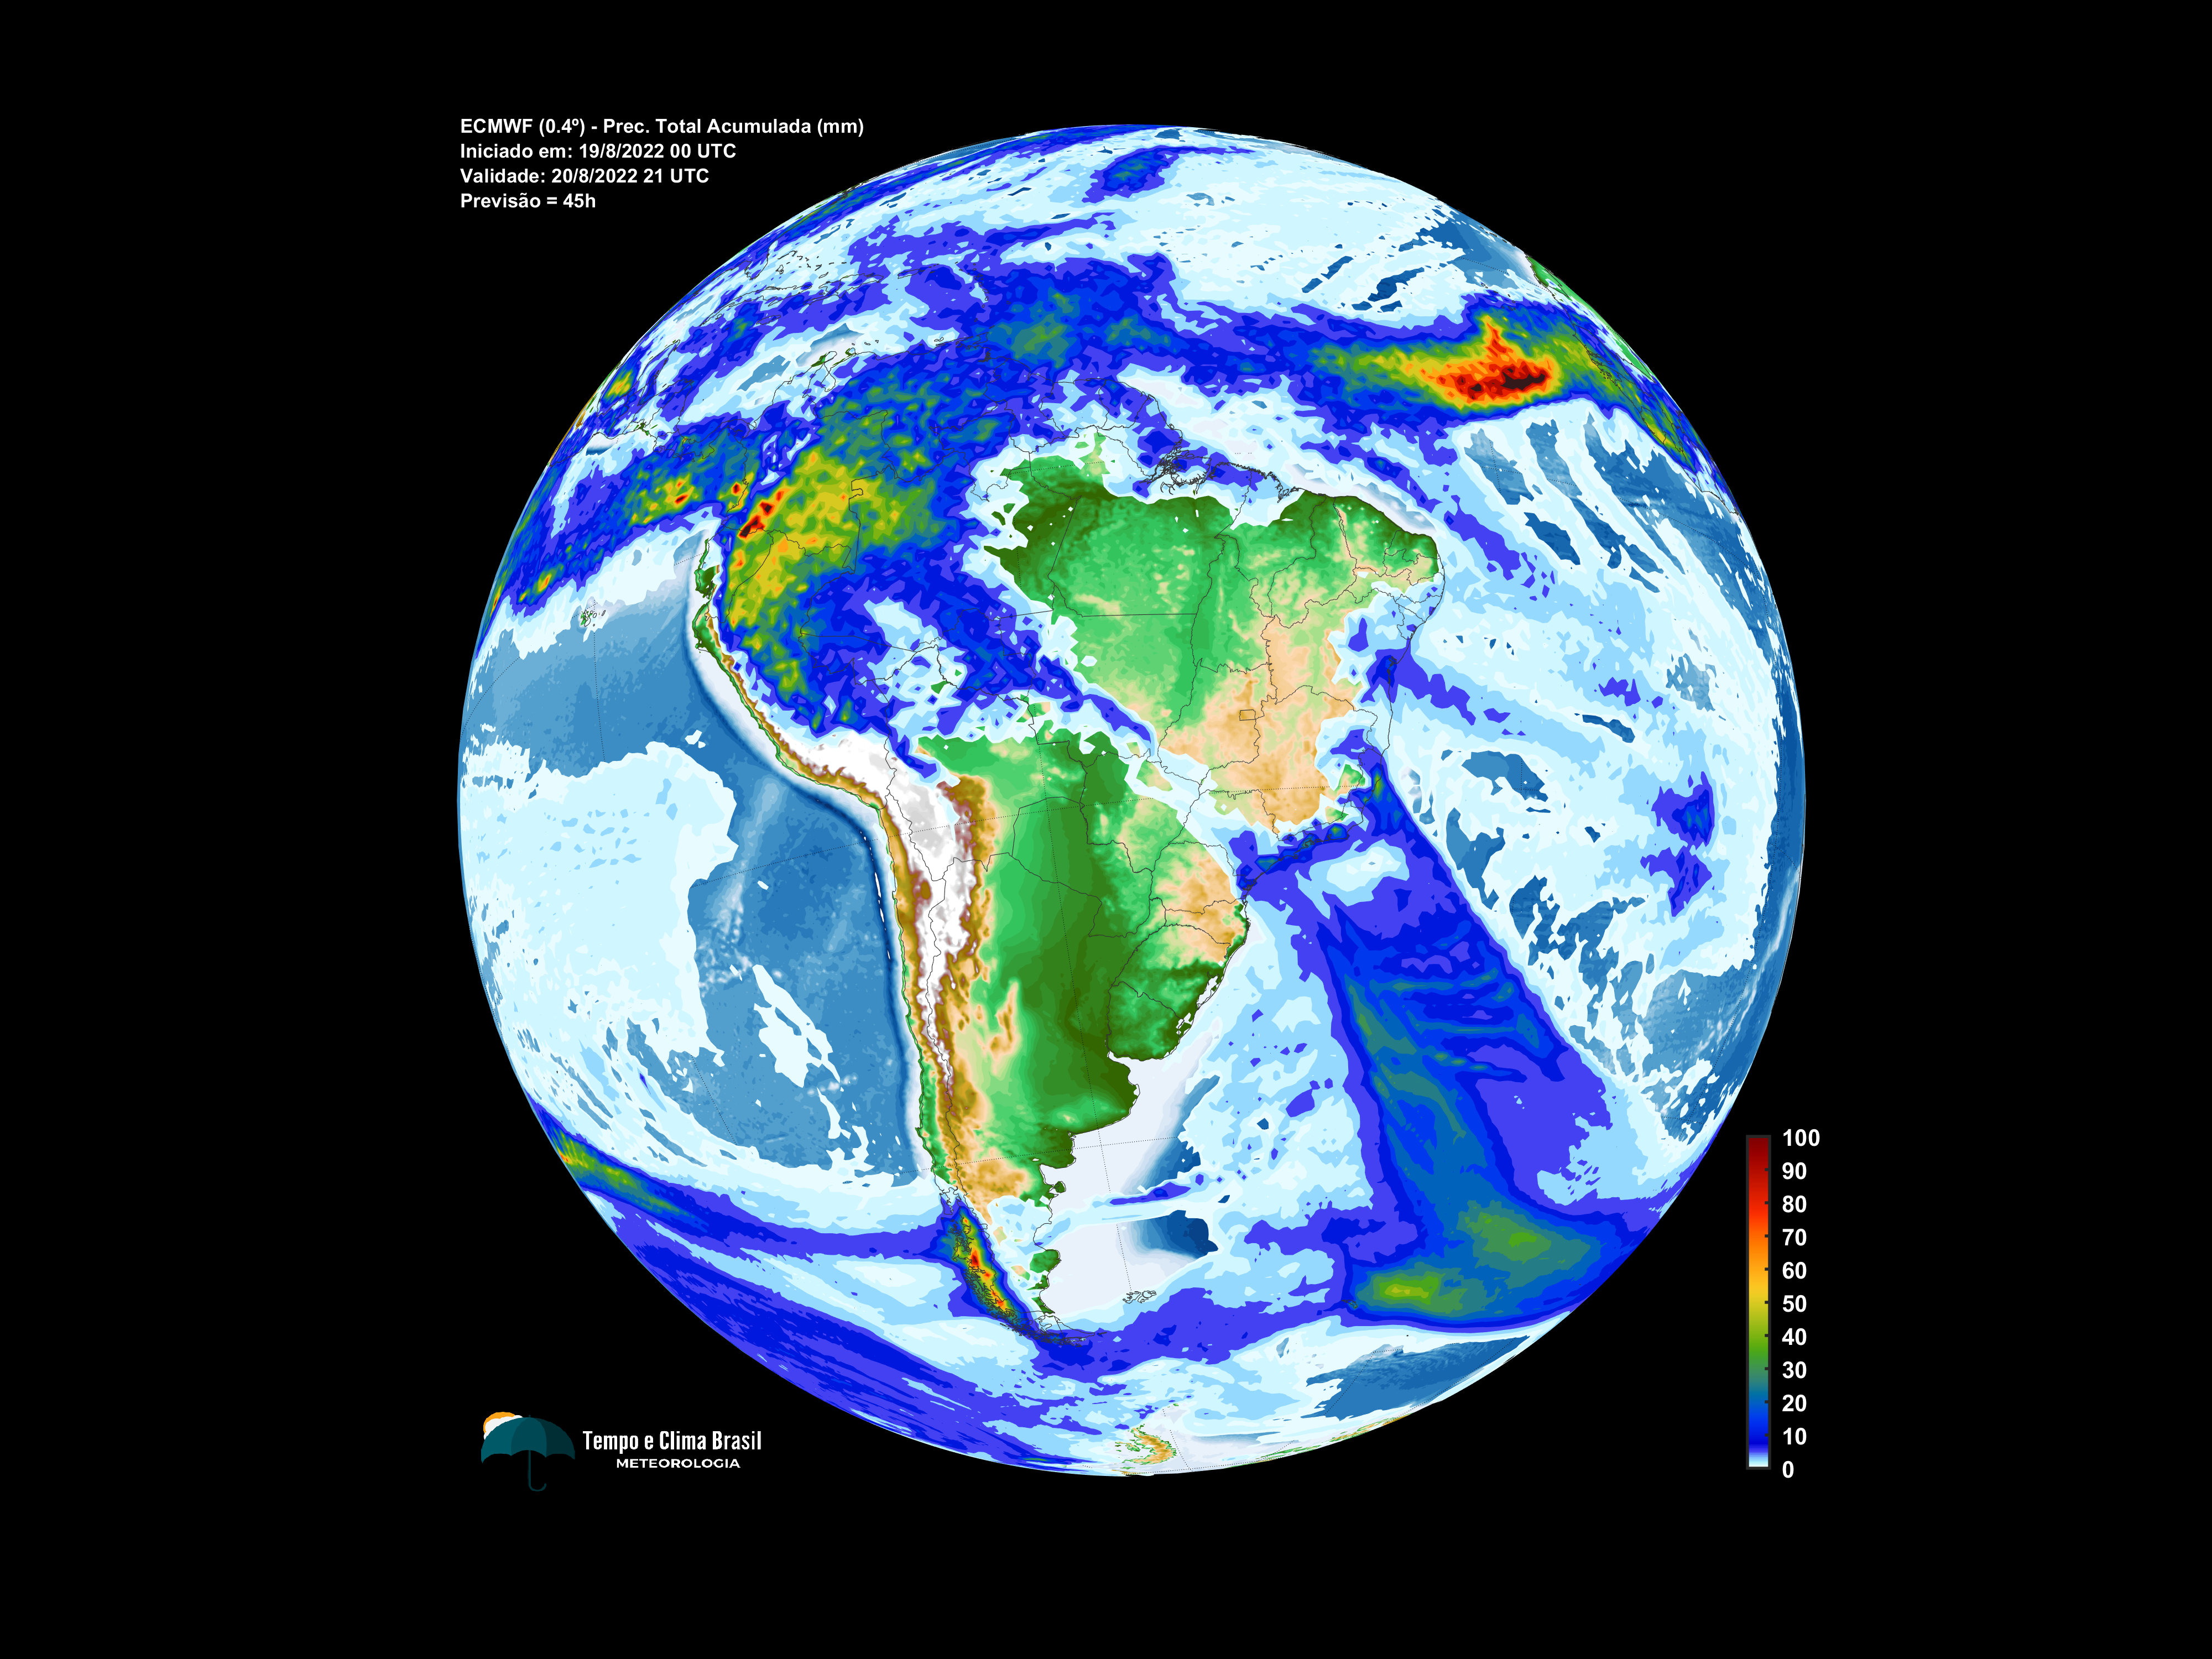 ECMWF (0.4º) - Prec. Total Acumulada (mm)
Iniciado em: 19/8/2022 00 UTC
Validade: 20/8/2022 21 UTC
Previsão = 45h
100
90
80
70
60
50
40
30
20
10
0
Tempo e Clima Brasil
METEOROLOGIA